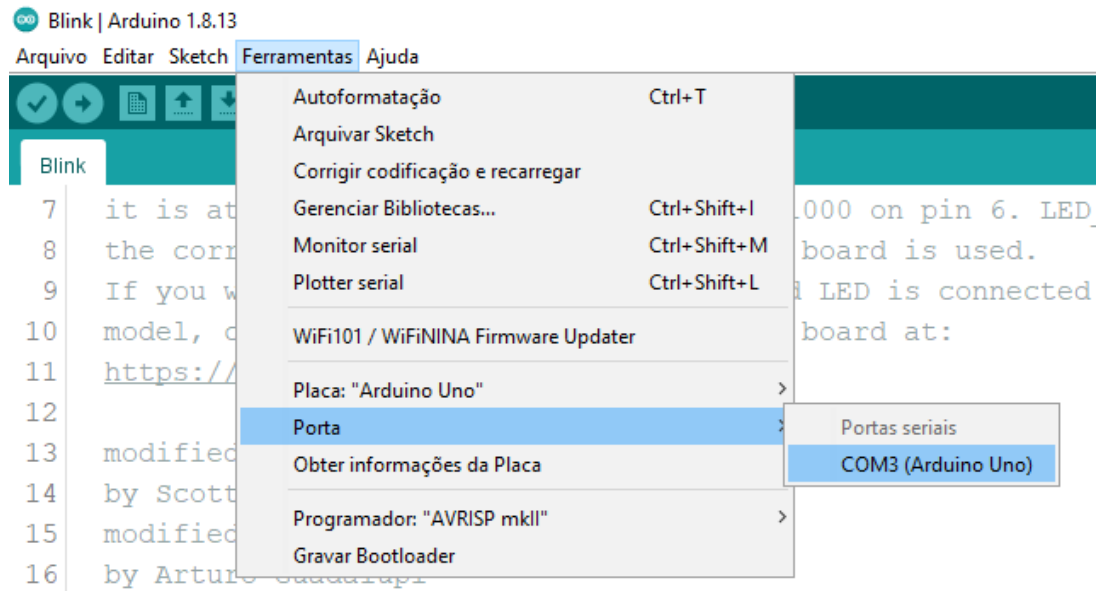 Blink | Arduino 1.8.13
Arquivo Editar Sketch Ferramentas Ajuda
Autoformatação Ctrl+T
Arquivar Sketch
Blink
Corrigir codificação e recarregar
7 it is at Gerenciar Bibliotecas... Ctrl+Shift+I 1000 on pin 6. LED_
8 the corr Monitor serial Ctrl+Shift+M board is used.
9 If you w Plotter serial Ctrl+Shift+L d LED is connected
10 model, c WiFi101 / WiFiNINA Firmware Updater board at:
11 https:// Placa: "Arduino Uno"
12 Porta Portas seriais
13 modified Obter informações da Placa COM3 (Arduino Uno)
14 by Scott
15 modified Programador: "AVRISP mkII"
16 by Arturo Guadalupi Gravar Bootloader